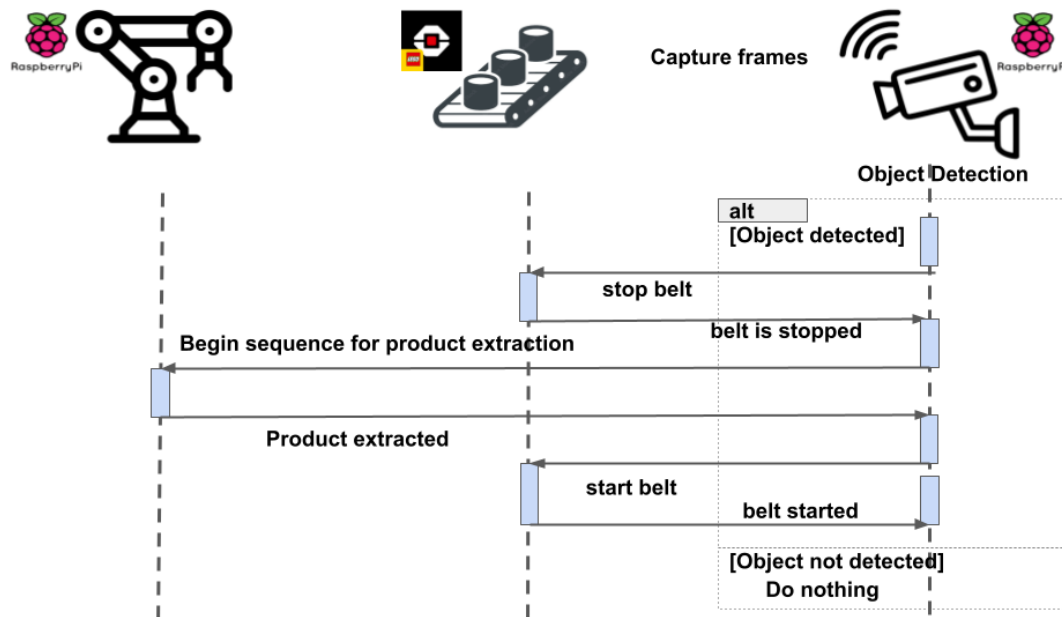 RaspberryPi
LEGO
Capture frames
RaspberryPi
Object Detection
alt
[Object detected]
stop belt
belt is stopped
Begin sequence for product extraction
Product extracted
start belt
belt started
[Object not detected]
Do nothing